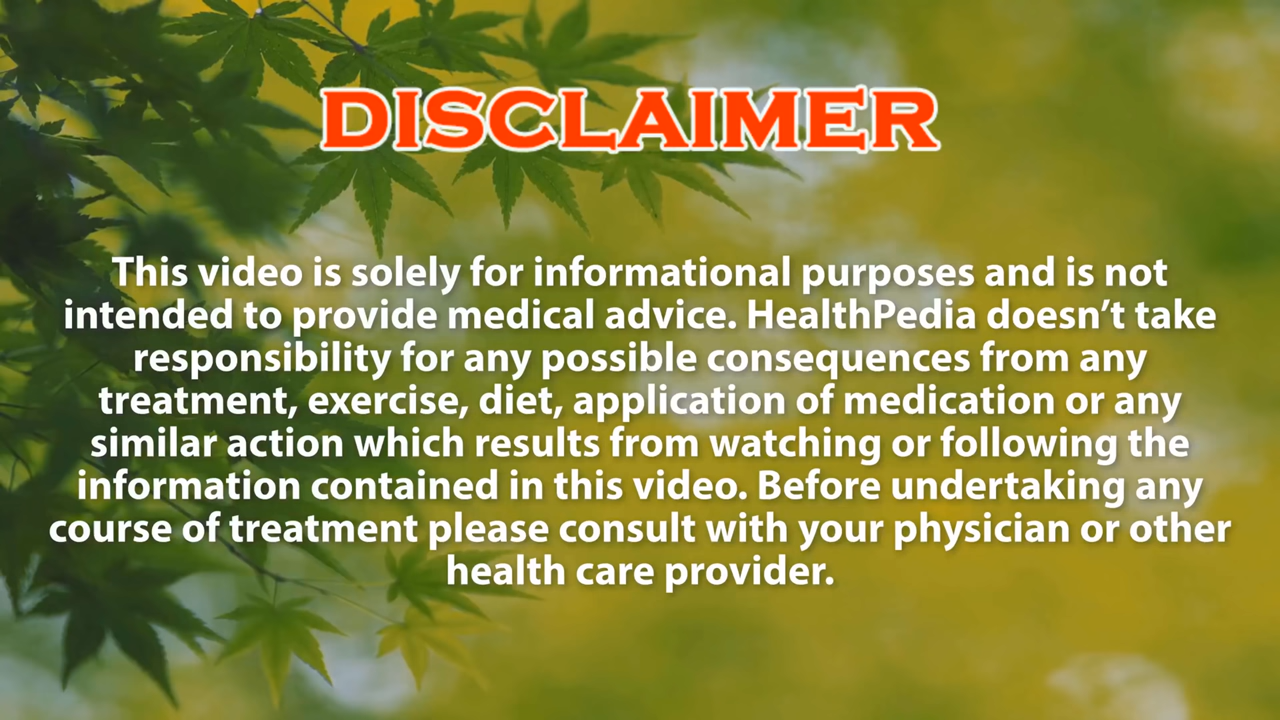 DISCLAIMER
This video is solely for informational purposes and is not
intended to provide medical advice. HealthPedia doesn’t take
responsibility for any possible consequences from any
treatment, exercise, diet, application of medication or any
similar action which results from watching or following the
information contained in this video. Before undertaking any
course of treatment please consult with your physician or other
health care provider.